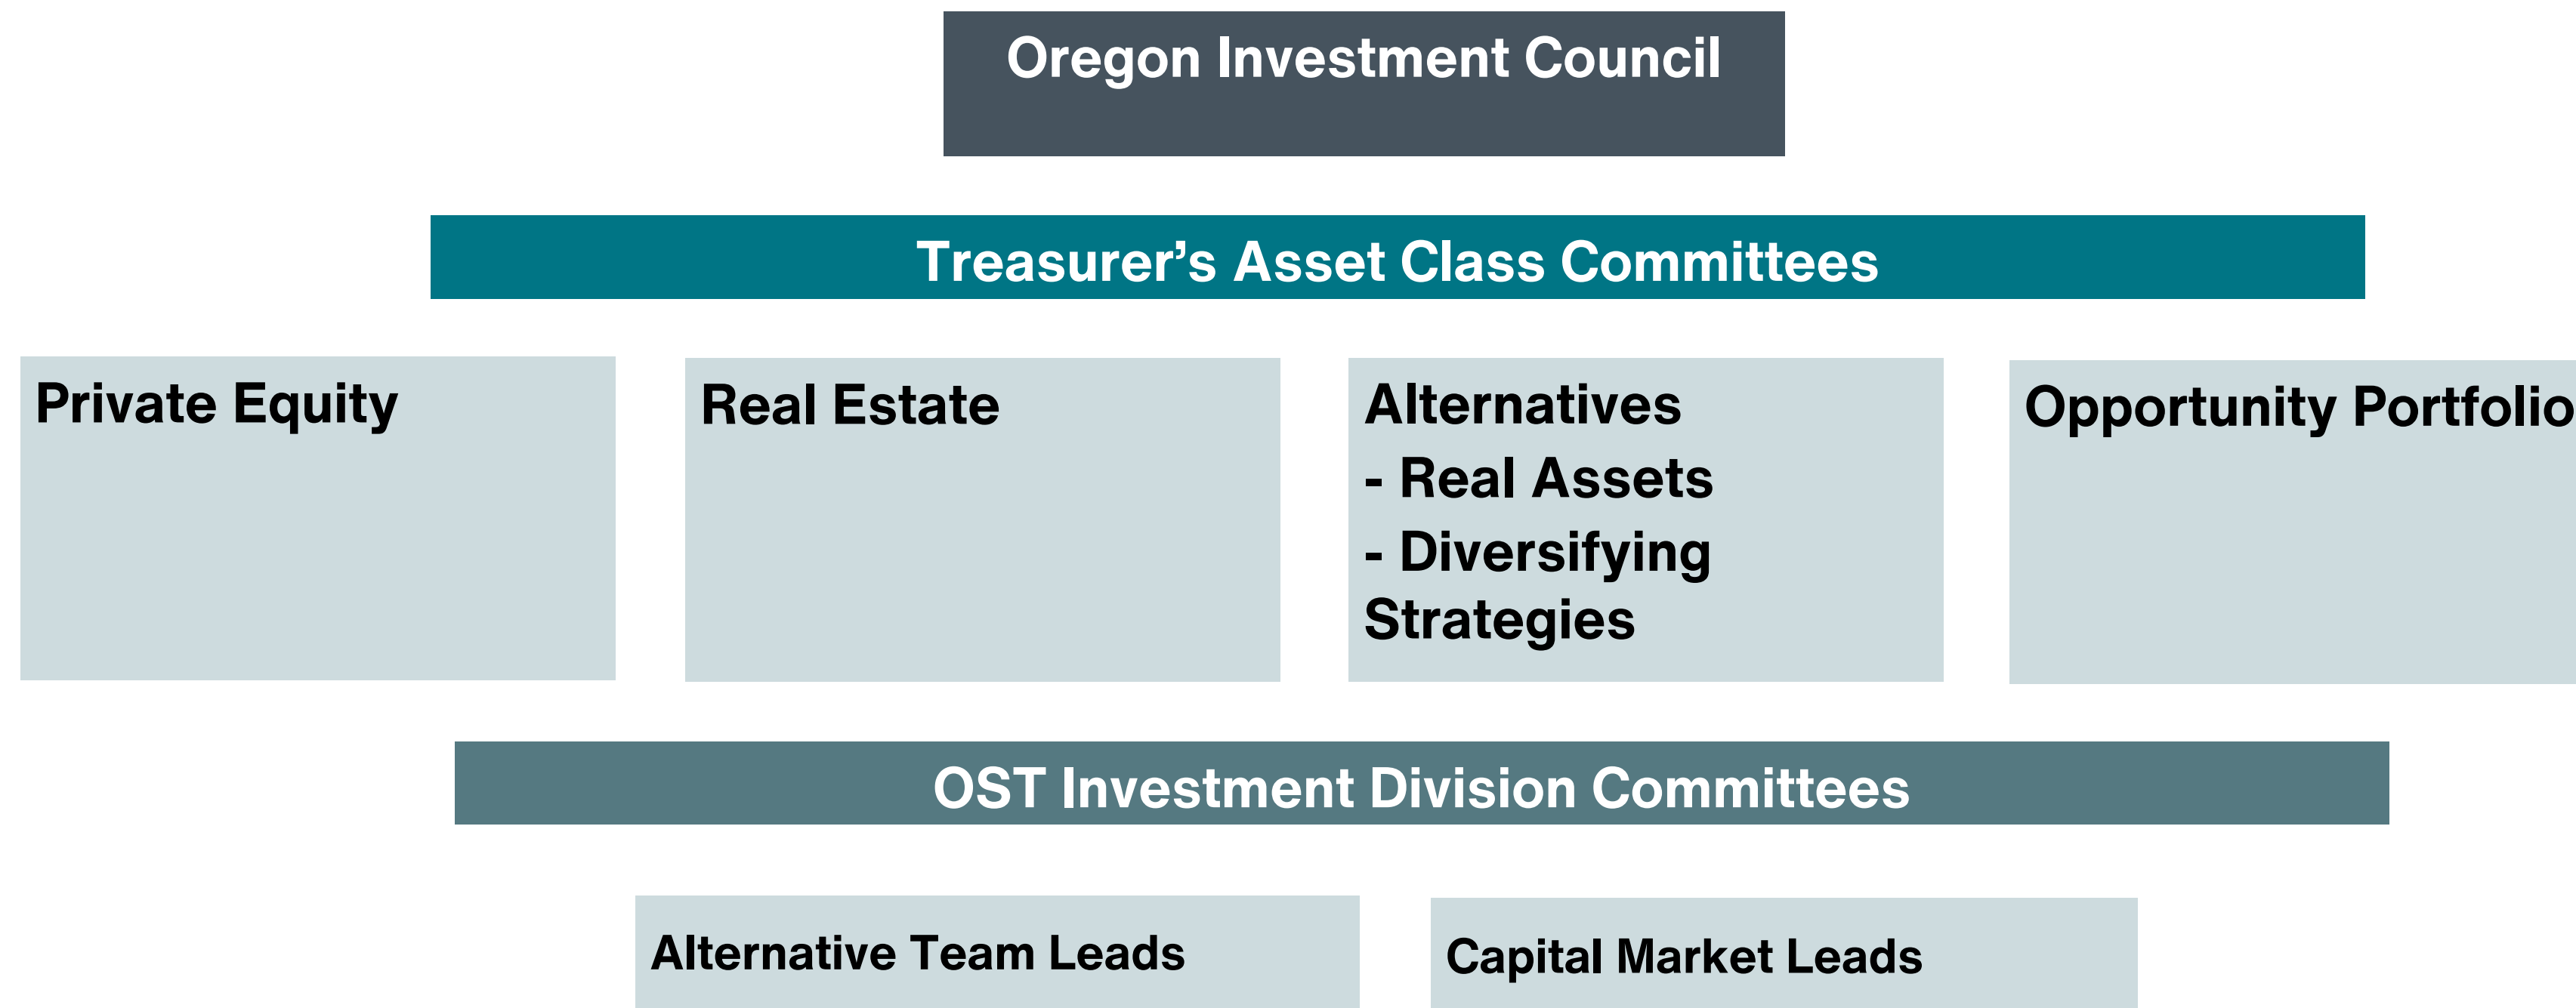 Oregon Investment Council
Treasurer’s Asset Class Committees
Private Equity
Real Estate
Alternatives
- Real Assets
- Diversifying
Strategies
Opportunity Portfolio
OST Investment Division Committees
Alternative Team Leads
Capital Market Leads